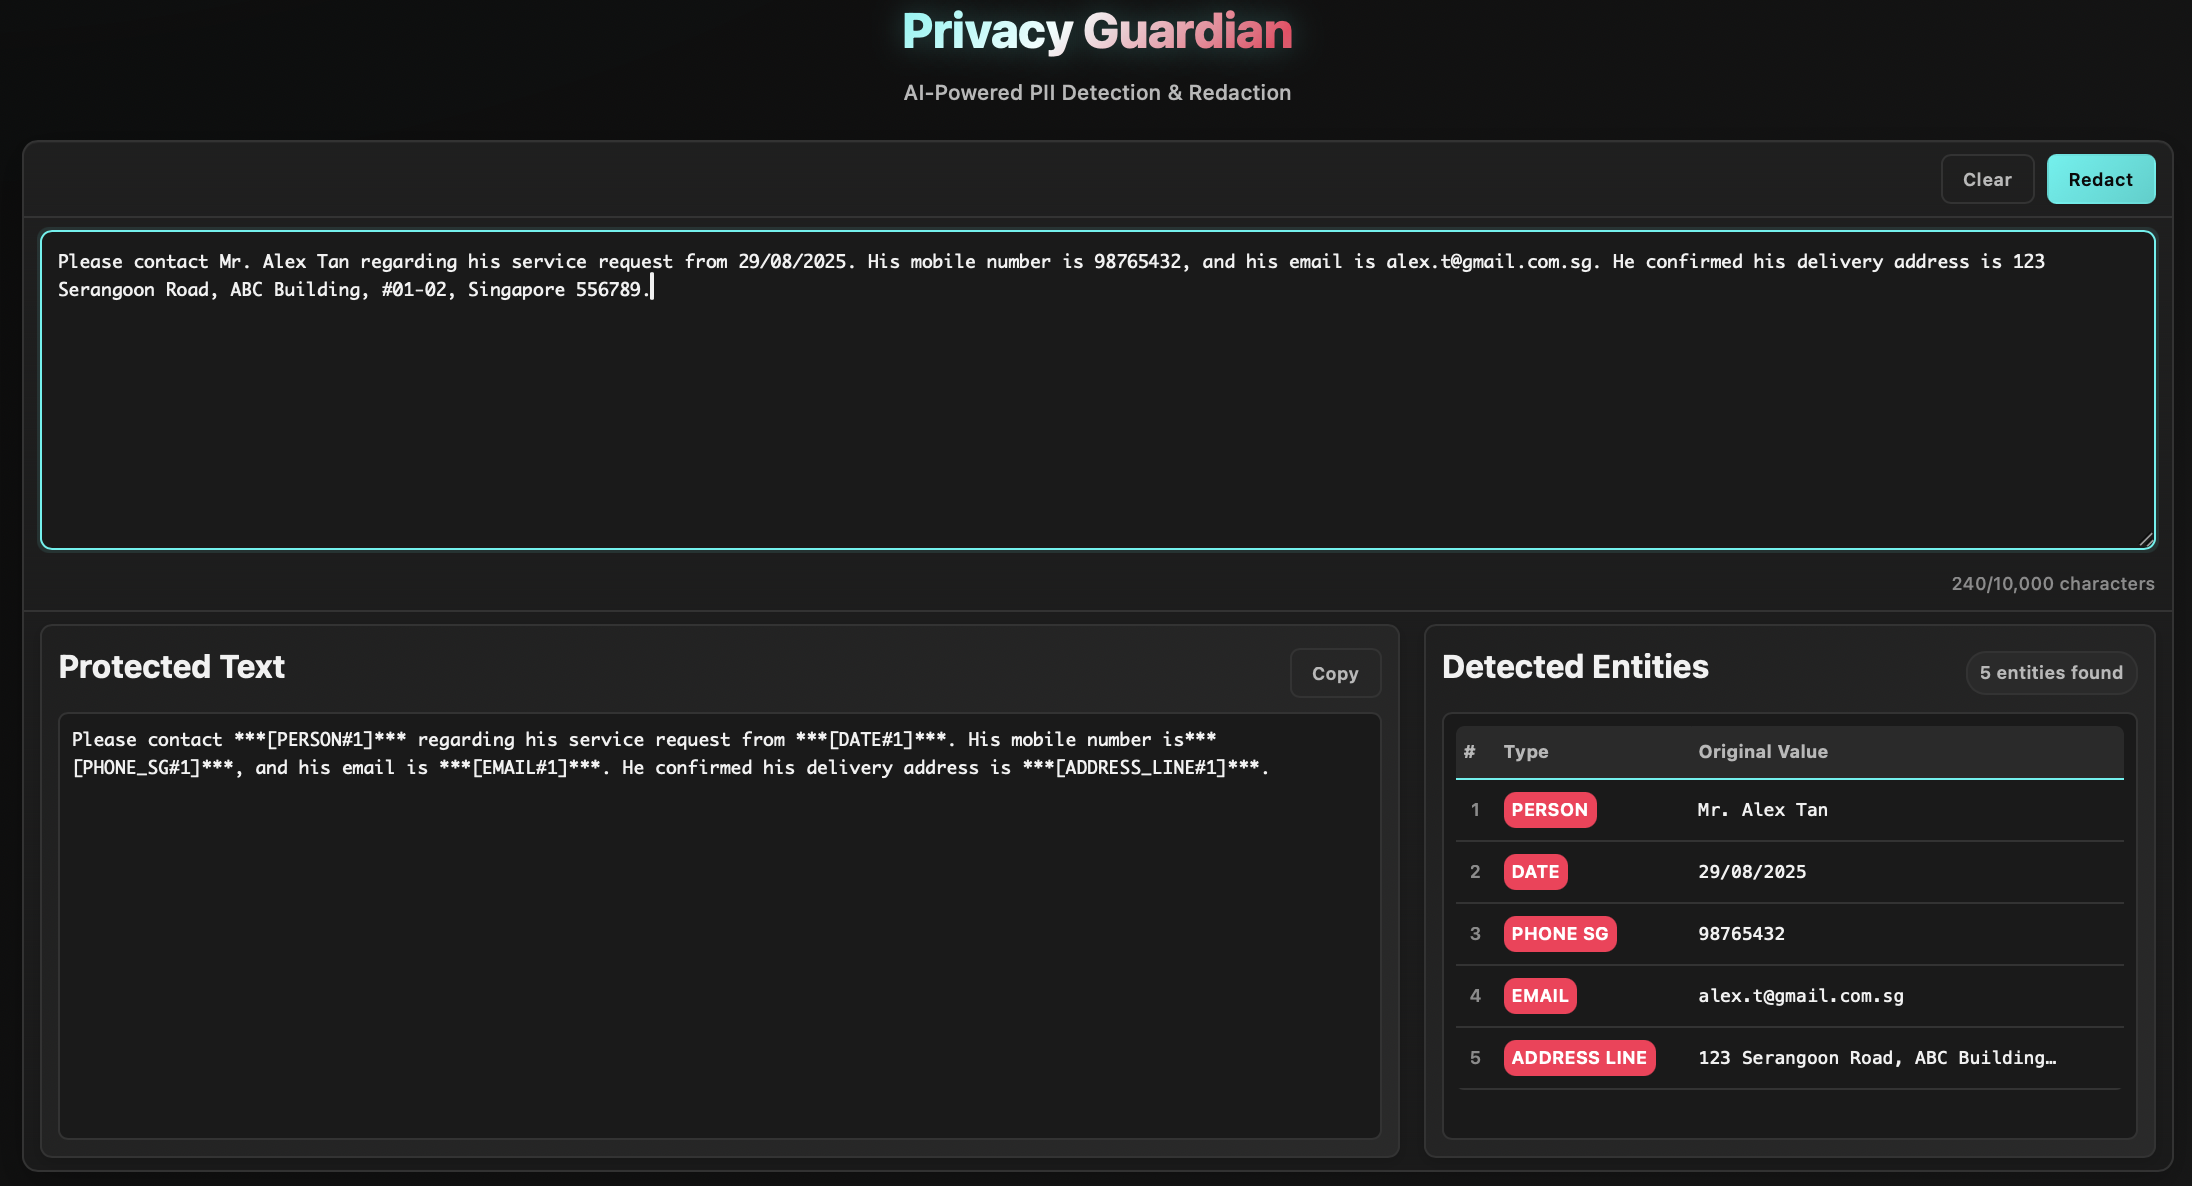 Privacy Guardian
AI-Powered PII Detection & Redaction
Clear
Redact
Please contact Mr. Alex Tan regarding his service request from 29/08/2025. His mobile number is 98765432, and his email is alex.t@gmail.com.sg. He confirmed his delivery address is 123
Serangoon Road, ABC Building, #01-02, Singapore 556789.
240/10,000 characters
Protected Text
Copy
Please contact ***[PERSON#1]*** regarding his service request from ***[DATE#1]***. His mobile number is***
[PHONE_SG#1]***, and his email is ***[EMAIL#1]***. He confirmed his delivery address is ***[ADDRESS_LINE#1]***.
Detected Entities
5 entities found
# Type Original Value
1 PERSON Mr. Alex Tan
2 DATE 29/08/2025
3 PHONE SG 98765432
4 EMAIL alex.t@gmail.com.sg
5 ADDRESS LINE 123 Serangoon Road, ABC Building…